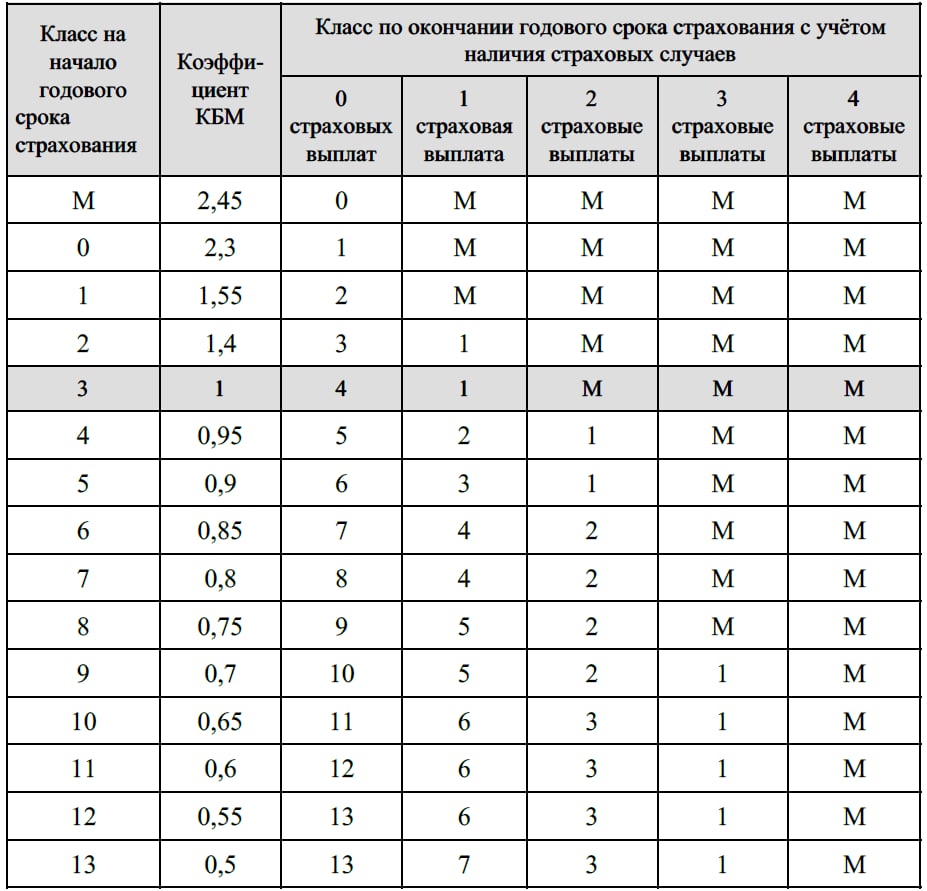 Класс на
начало
годового
срока
страхования
Коэффи-
циент
КБМ
Класс по окончании годового срока страхования с учётом
наличия страховых случаев
0
страховых
выплат
1
страховая
выплата
2
страховые
выплаты
3
страховые
выплаты
4
страховые
выплаты
М 2,45 0 М М М М
0 2,3 1 М М М М
1 1,55 2 М М М М
2 1,4 3 1 М М М
3 1 4 1 М М М
4 0,95 5 2 1 М М
5 0,9 6 3 1 М М
6 0,85 7 4 2 М М
7 0,8 8 4 2 М М
8 0,75 9 5 2 М М
9 0,7 10 5 2 1 М
10 0,65 11 6 3 1 М
11 0,6 12 6 3 1 М
12 0,55 13 6 3 1 М
13 0,5 13 7 3 1 М